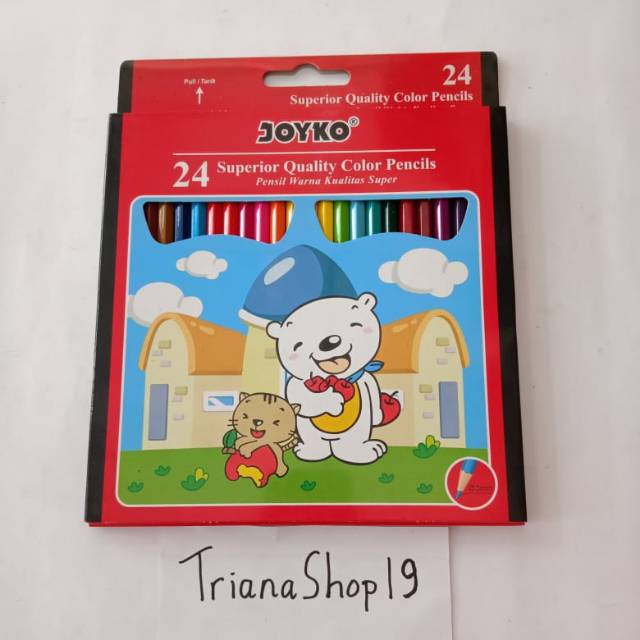 Pull / Tarik
24
Superior Quality Color Pencils
JOYKO®
24 Superior Quality Color Pencils
Pensil Warna Kualitas Super
TrianaShop19